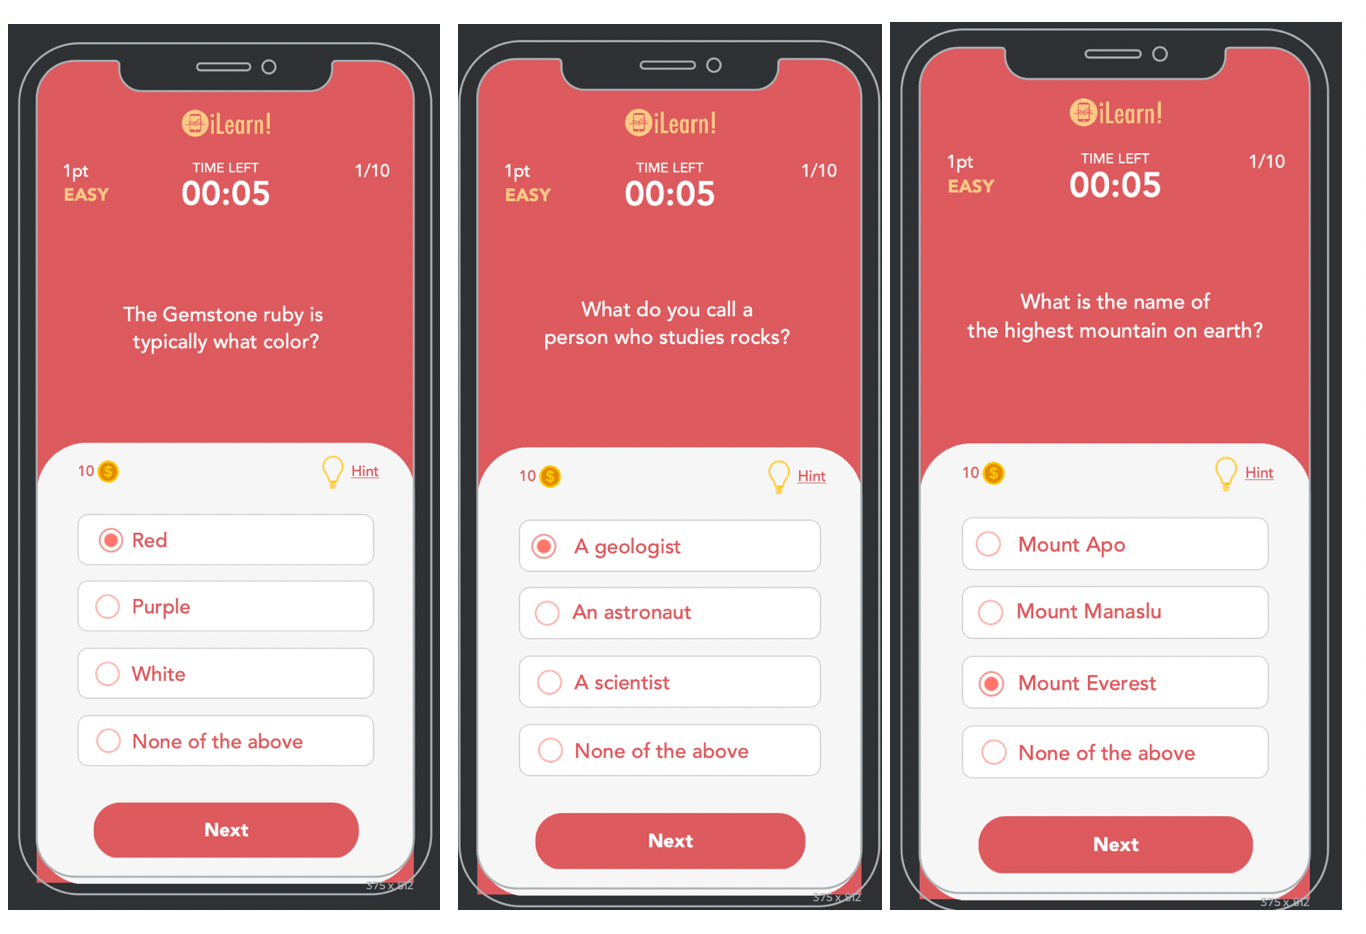 iLearn!
1pt
TIME LEFT
1/10
EASY
00:05
The Gemstone ruby is
typically what color?
10 $
Hint
Red
Purple
White
None of the above
Next
375 x 812
iLearn!
1pt
TIME LEFT
1/10
EASY
00:05
What do you call a
person who studies rocks?
10 $
Hint
A geologist
An astronaut
A scientist
None of the above
Next
375 x 812
iLearn!
1pt
TIME LEFT
1/10
EASY
00:05
What is the name of
the highest mountain on earth?
10 $
Hint
Mount Apo
Mount Manaslu
Mount Everest
None of the above
Next
375 x 812